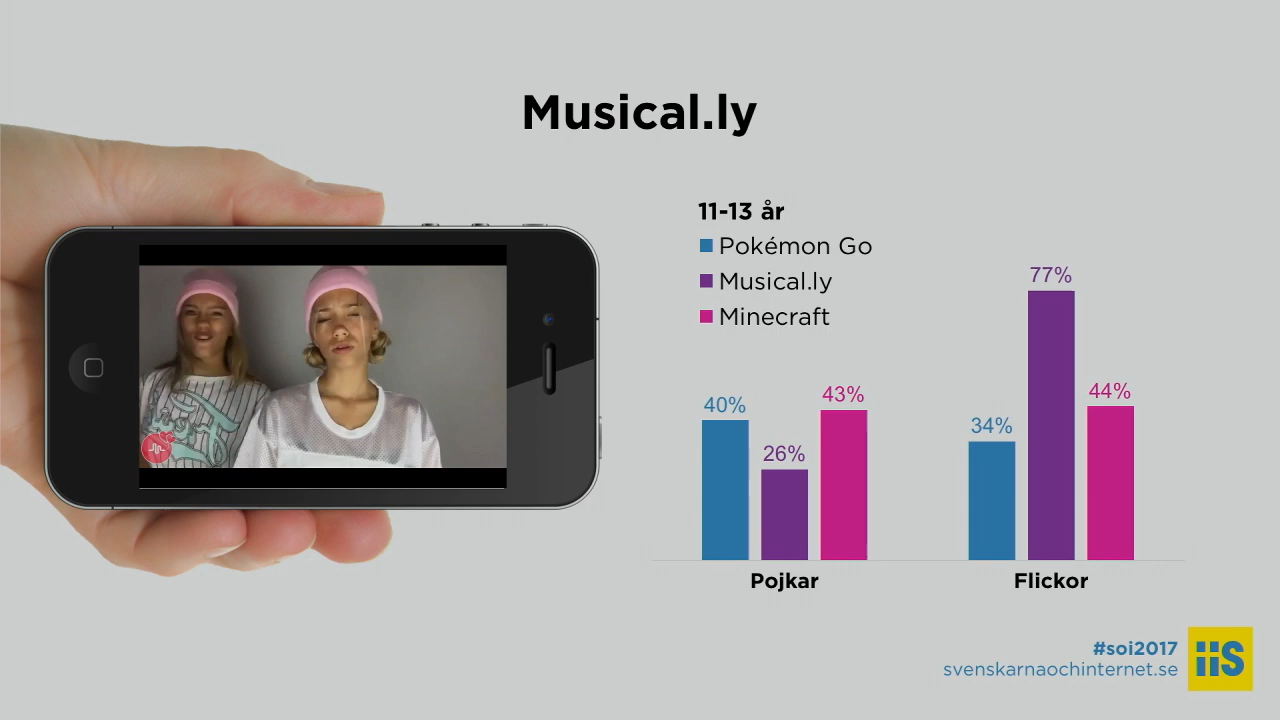 Musical.ly
11-13 år
Pokémon Go
Musical.ly
Minecraft
40%
26%
43%
34%
77%
44%
Pojkar
Flickor
#soi2017
svenskarnaochinternet.se
iis